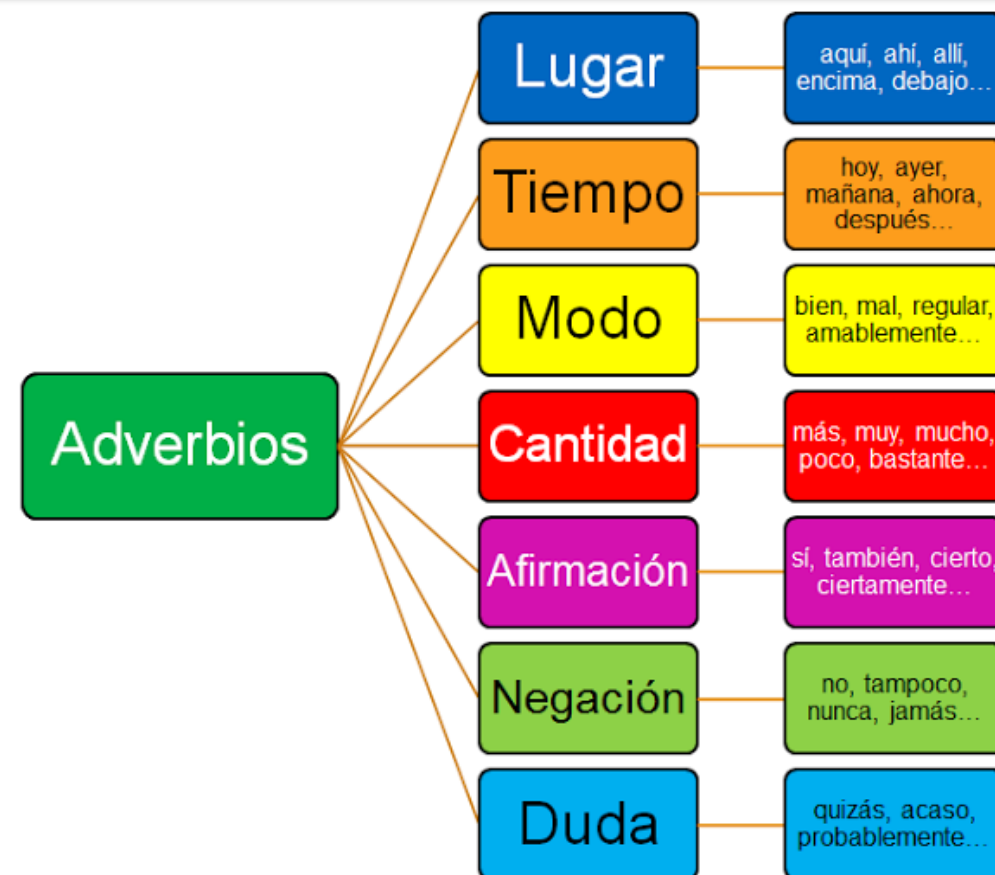 Adverbios
Lugar
aquí, ahí, allí,
encima, debajo...
Tiempo
hoy, ayer,
mañana, ahora,
después...
Modo
bien, mal, regular,
amablemente...
Cantidad
más, muy, mucho,
poco, bastante...
Afirmación
sí, también, cierto,
ciertamente...
Negación
no, tampoco,
nunca, jamás...
Duda
quizás, acaso,
probablemente...